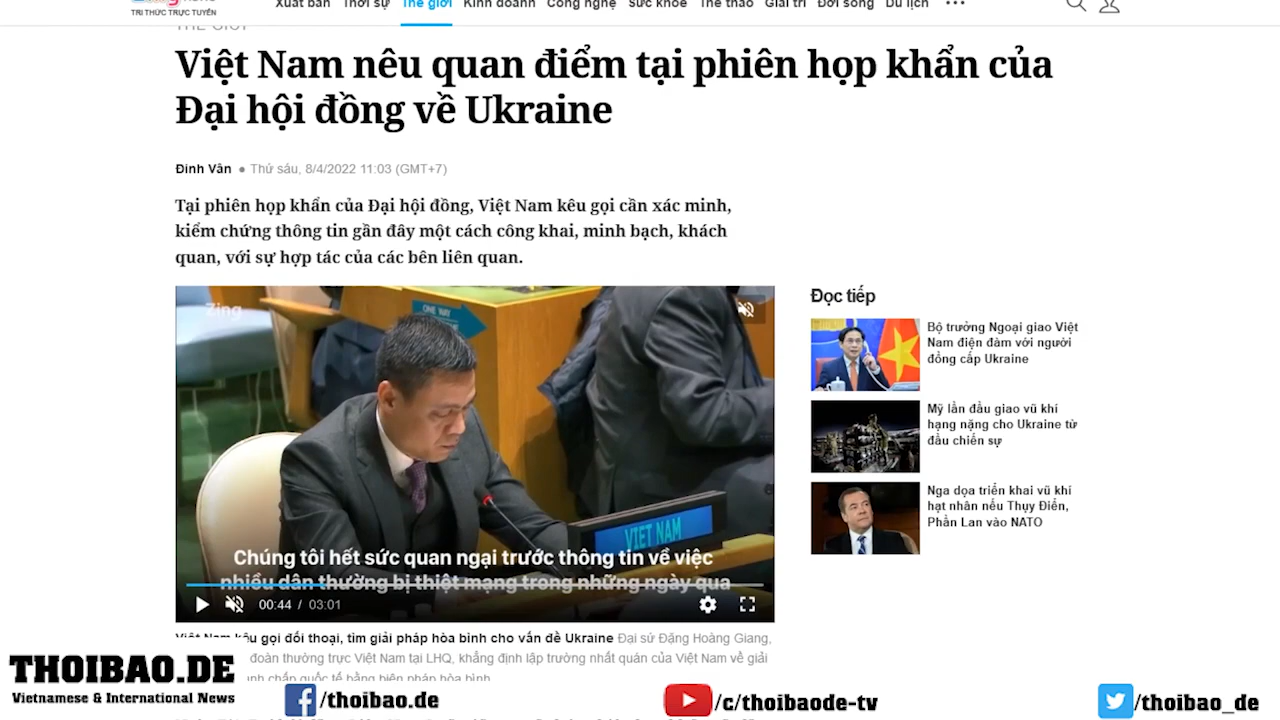 TRI THỨC TRỰC TUYẾN
Xuất bản Thời sự Thế giới Kinh doanh Công nghệ Sức khỏe Thể thao Giải trí Đời sống Du lịch
THẾ GIỚI
Việt Nam nêu quan điểm tại phiên họp khẩn của
Đại hội đồng về Ukraine
Đinh Vân • Thứ sáu, 8/4/2022 11:03 (GMT+7)
Tại phiên họp khẩn của Đại hội đồng, Việt Nam kêu gọi cần xác minh,
kiểm chứng thông tin gần đây một cách công khai, minh bạch, khách
quan, với sự hợp tác của các bên liên quan.
Zing
ONE WAY
VIET NAM
Chúng tôi hết sức quan ngại trước thông tin về việc
nhiều dân thường bị thiệt mạng trong những ngày qua
00:44 / 03:01
Đọc tiếp
Bộ trưởng Ngoại giao Việt
Nam điện đàm với người
đồng cấp Ukraine
Mỹ lần đầu giao vũ khí
hạng nặng cho Ukraine từ
đầu chiến sự
Nga dọa triển khai vũ khí
hạt nhân nếu Thụy Điển,
Phần Lan vào NATO
Việt Nam kêu gọi đối thoại, tìm giải pháp hòa bình cho vấn đề Ukraine Đại sứ Đặng Hoàng Giang,
đoàn thường trực Việt Nam tại LHQ, khẳng định lập trường nhất quán của Việt Nam về giải
anh chấp quốc tế bằng biện pháp hòa bình
THOIBAO.DE
Vietnamese & International News
/thoibao.de
/c/thoibaode-tv
/thoibao_de